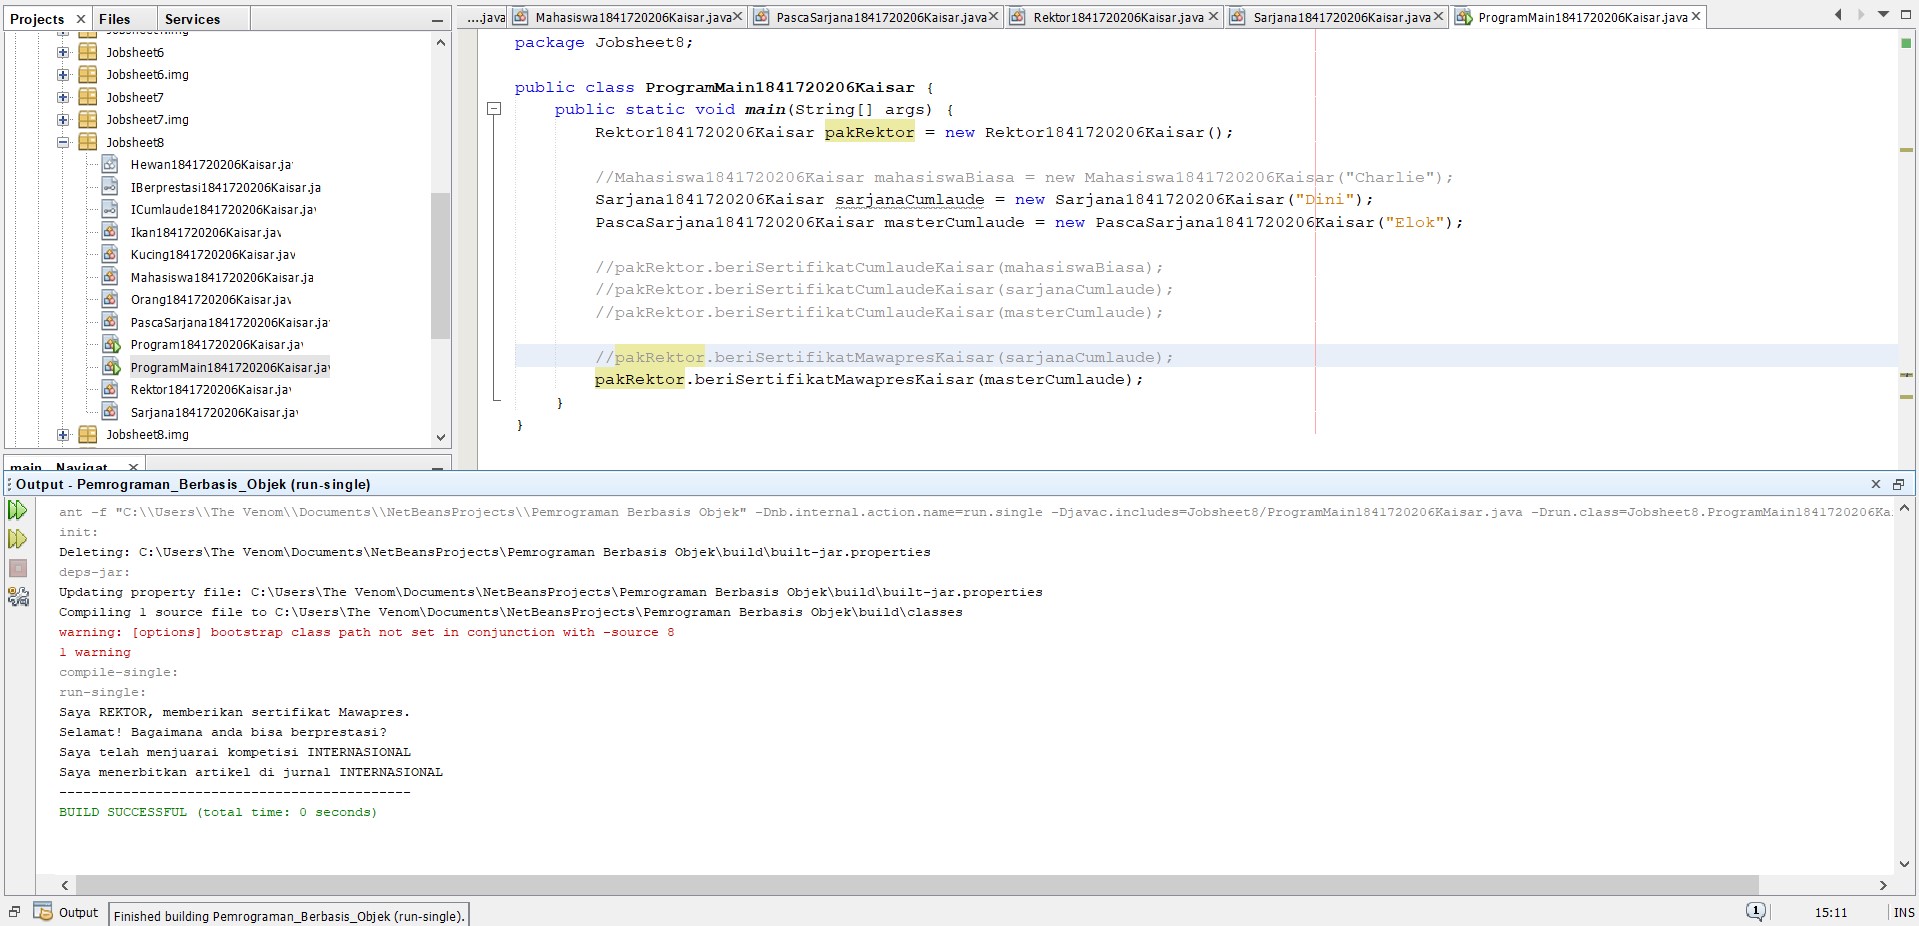 Projects
Files
Services
Jobsheet6
Jobsheet6.img
Jobsheet7
Jobsheet7.img
Jobsheet8
Hewan1841720206Kaisar.ja
IBerprestasi1841720206Kaisar.ja
ICumlaude1841720206Kaisar.jav
Ikan1841720206Kaisar.jav
Kucing1841720206Kaisar.jav
Mahasiswa1841720206Kaisar.ja
Orang1841720206Kaisar.jav
PascaSarjana1841720206Kaisar.ja
Program1841720206Kaisar.jav
ProgramMain1841720206Kaisar.jav
Rektor1841720206Kaisar.jav
Sarjana1841720206Kaisar.jav
Jobsheet8.img
main Navigat
....java
Mahasiswa1841720206Kaisar.java
PascaSarjana1841720206Kaisar.java
Rektor1841720206Kaisar.java
Sarjana1841720206Kaisar.java
ProgramMain1841720206Kaisar.java
package Jobsheet8;
public class ProgramMain1841720206Kaisar {
public static void main(String[] args) {
Rektor1841720206Kaisar pakRektor = new Rektor1841720206Kaisar();
//Mahasiswa1841720206Kaisar mahasiswaBiasa = new Mahasiswa1841720206Kaisar("Charlie");
Sarjana1841720206Kaisar sarjanaCumlaude = new Sarjana1841720206Kaisar("Dini");
PascaSarjana1841720206Kaisar masterCumlaude = new PascaSarjana1841720206Kaisar("Elok");
//pakRektor.beriSertifikatCumlaudeKaisar(mahasiswaBiasa);
//pakRektor.beriSertifikatCumlaudeKaisar(sarjanaCumlaude);
//pakRektor.beriSertifikatCumlaudeKaisar(masterCumlaude);
//pakRektor.beriSertifikatMawapresKaisar(sarjanaCumlaude);
pakRektor.beriSertifikatMawapresKaisar(masterCumlaude);
}
}
Output - Pemrograman_Berbasis_Objek (run-single)
ant -f "C:\\Users\\The Venom\\Documents\\NetBeansProjects\\Pemrograman Berbasis Objek" -Dnb.internal.action.name=run.single -Djavac.includes=Jobsheet8/ProgramMain1841720206Kaisar.java -Drun.class=Jobsheet8.ProgramMain1841720206Ka
init:
Deleting: C:\Users\The Venom\Documents\NetBeansProjects\Pemrograman Berbasis Objek\build\built-jar.properties
deps-jar:
Updating property file: C:\Users\The Venom\Documents\NetBeansProjects\Pemrograman Berbasis Objek\build\built-jar.properties
Compiling 1 source file to C:\Users\The Venom\Documents\NetBeansProjects\Pemrograman Berbasis Objek\build\classes
warning: [options] bootstrap class path not set in conjunction with -source 8
1 warning
compile-single:
run-single:
Saya REKTOR, memberikan sertifikat Mawapres.
Selamat! Bagaimana anda bisa berprestasi?
Saya telah menjuarai kompetisi INTERNASIONAL
Saya menerbitkan artikel di jurnal INTERNASIONAL
--------------------------------------------
BUILD SUCCESSFUL (total time: 0 seconds)
Output
Finished building Pemrograman_Berbasis_Objek (run-single).
1
15:11
INS